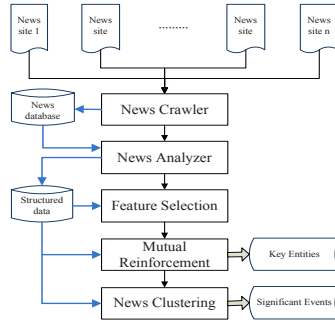 News
site 1
News
site
.........
News
site
News
site n
News Crawler
News
database
News Analyzer
Structured
data
Feature Selection
Mutual
Reinforcement
Key Entities
News Clustering
Significant Events